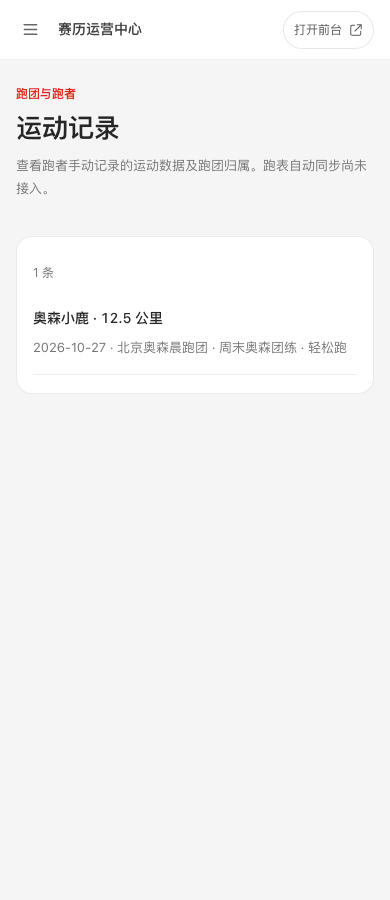 赛历运营中心
打开前台
跑团与跑者
运动记录
查看跑者手动记录的运动数据及跑团归属。跑表自动同步尚未
接入。
1 条
奥森小鹿 · 12.5 公里
2026-10-27 · 北京奥森晨跑团 · 周末奥森团练 · 轻松跑